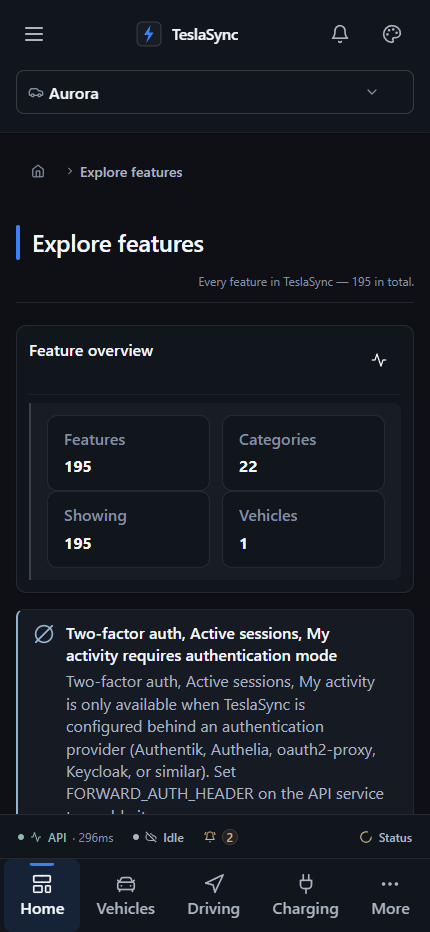 TeslaSync
Aurora
Explore features
Explore features
Every feature in TeslaSync — 195 in total.
Feature overview
Features
195
Categories
22
Showing
195
Vehicles
1
Two-factor auth, Active sessions, My
activity requires authentication mode
Two-factor auth, Active sessions, My activity
is only available when TeslaSync is
configured behind an authentication
provider (Authentik, Authelia, oauth2-proxy,
Keycloak, or similar). Set
FORWARD_AUTH_HEADER on the API service
API · 296ms
Idle
2
Status
Home
Vehicles
Driving
Charging
More